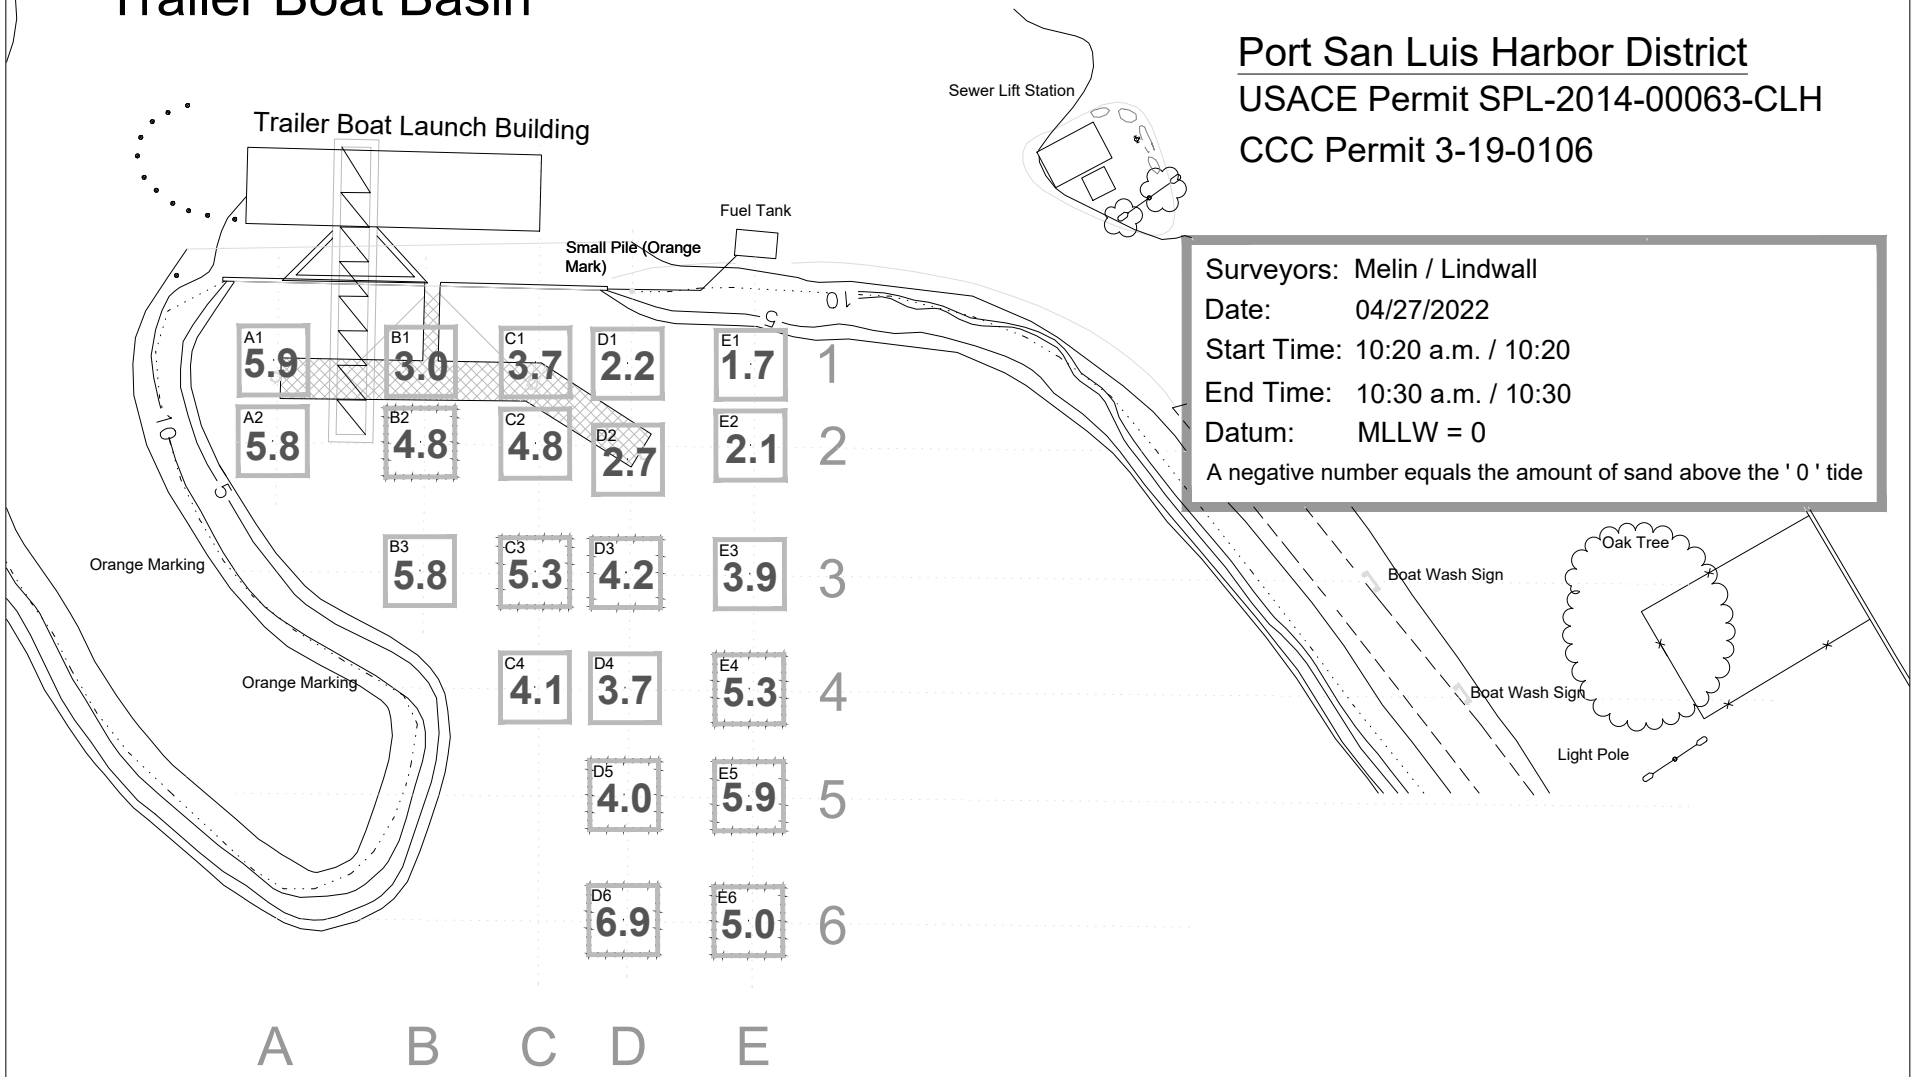 Trailer Boat Basin
Port San Luis Harbor District
USACE Permit SPL-2014-00063-CLH
CCC Permit 3-19-0106
Sewer Lift Station
Trailer Boat Launch Building
Fuel Tank
Small Pile (Orange
Mark)
Surveyors: Melin / Lindwall
Date: 04/27/2022
Start Time: 10:20 a.m. / 10:20
End Time: 10:30 a.m. / 10:30
Datum: MLLW = 0
A negative number equals the amount of sand above the ' 0 ' tide
10
5
A1 B1 C1 D1 E1
5.9 3.0 3.7 2.2 1.7 1
A2 B2 C2 D2 E2
5.8 4.8 4.8 2.7 2.1 2
10
5
B3 C3 D3 E3
5.8 5.3 4.2 3.9 3
Orange Marking
Oak Tree
Boat Wash Sign
C4 D4 E4
4.1 3.7 5.3 4
Orange Marking
Boat Wash Sign
Light Pole
D5 E5
4.0 5.9 5
D6 E6
6.9 5.0 6
A B C D E